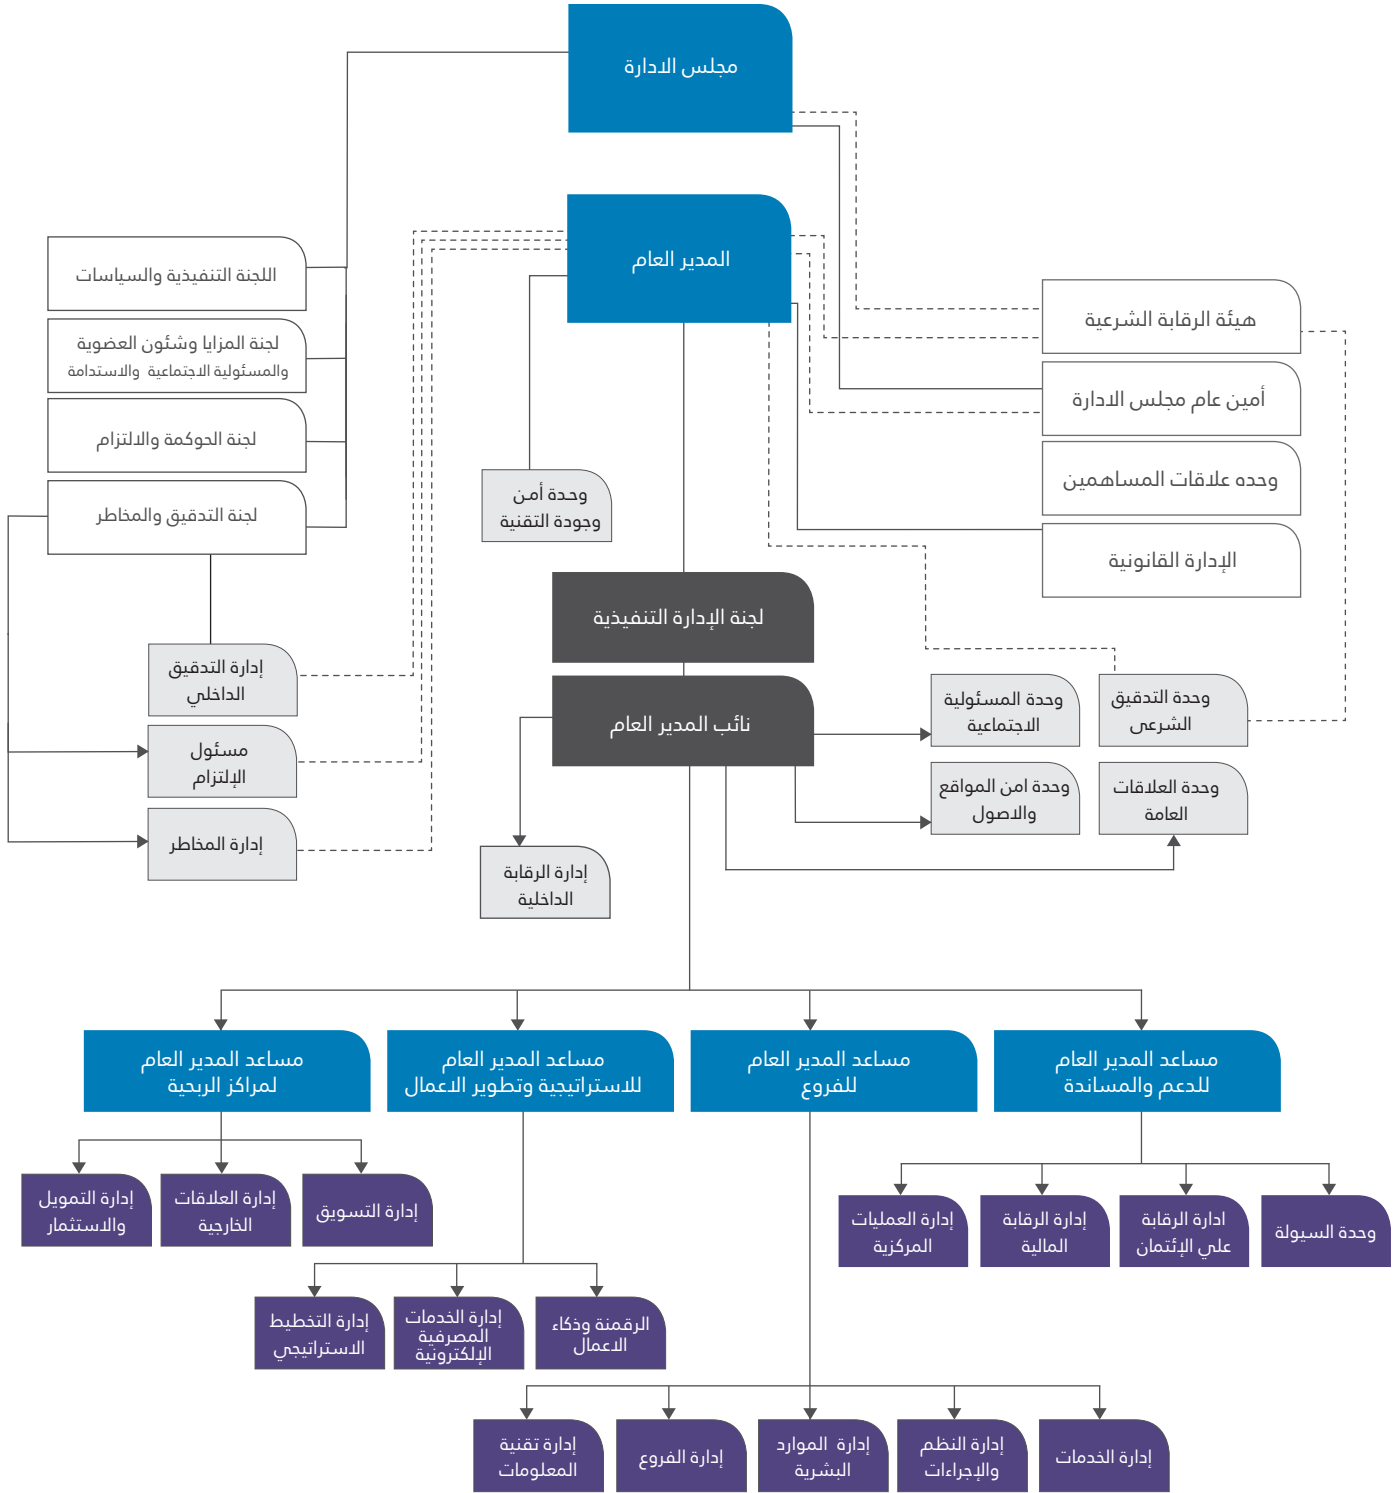 مجلس الادارة
المدير العام
اللجنة التنفيذية والسياسات
لجنة المزايا وشئون العضوية
والمسئولية الاجتماعية والاستدامة
لجنة الحوكمة والالتزام
لجنة التدقيق والمخاطر
هيئة الرقابة الشرعية
أمين عام مجلس الادارة
وحده علاقات المساهمين
الإدارة القانونية
وحدة أمن
وجودة التقنية
لجنة الإدارة التنفيذية
نائب المدير العام
إدارة التدقيق
الداخلي
مسئول
الإلتزام
إدارة المخاطر
وحدة التدقيق
الشرعى
وحدة المسئولية
الاجتماعية
وحدة العلاقات
العامة
وحدة امن المواقع
والاصول
إدارة الرقابة
الداخلية
مساعد المدير العام
للدعم والمساندة
مساعد المدير العام
للفروع
مساعد المدير العام
للاستراتيجية وتطوير الاعمال
مساعد المدير العام
لمراكز الربحية
وحدة السيولة
ادارة الرقابة
علي الإئتمان
إدارة الرقابة
المالية
إدارة العمليات
المركزية
إدارة التسويق
إدارة العلاقات
الخارجية
إدارة التمويل
والاستثمار
الرقمنة وذكاء
الاعمال
إدارة الخدمات
المصرفية
الإلكترونية
إدارة التخطيط
الاستراتيجي
إدارة الخدمات
إدارة النظم
والإجراءات
إدارة الموارد
البشرية
إدارة الفروع
إدارة تقنية
المعلومات